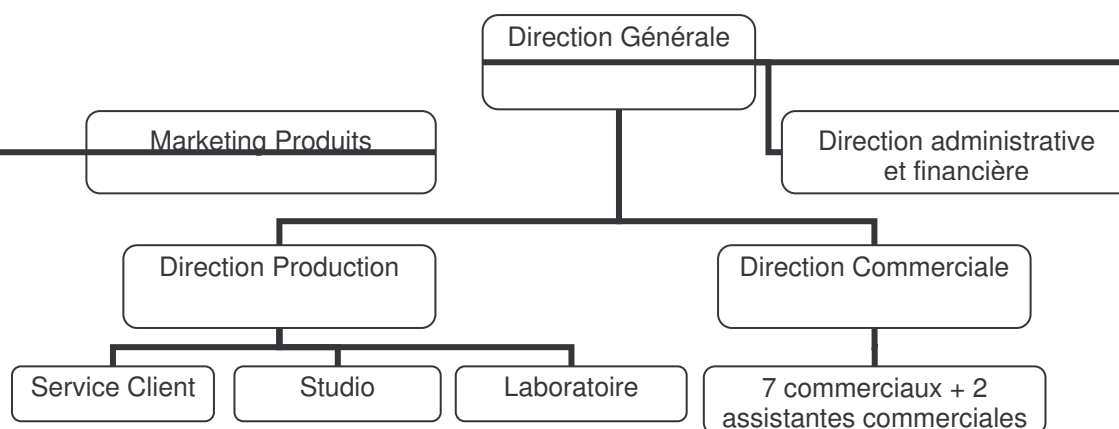 Direction Générale
Marketing Produits
Direction administrative
et financière
Direction Production
Direction Commerciale
Service Client
Studio
Laboratoire
7 commerciaux + 2
assistantes commerciales